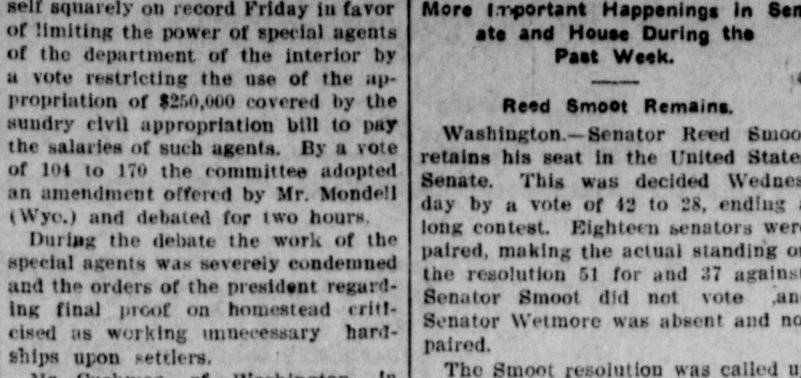 self squarely on record Friday in favor
of limiting the power of special agents
of the department of the interior by
a vote restricting the use of the ap-
propriation of $250,000 covered by the
sundry civil appropriation bill to pay
the salaries of such agents. By a vote
of 104 to 170 the committee adopted
an amendment offered by Mr. Mondell
(Wyo.) and debated for two hours.
During the debate the work of the
special agents was severely condemned
and the orders of the president regard-
ing final proof on homestead criti-
cised as working unnecessary hard-
ships upon settlers.
Mr. Cushman of Washington in
More Important Happenings in Sen
ate and House During the
Past Week.
Reed Smoot Remains.
Washington.—Senator Reed Smoo
retains his seat in the United State
Senate. This was decided Wednes
day by a vote of 42 to 28, ending
long contest. Eighteen senators wer
paired, making the actual standing o
the resolution 51 for and 37 agains
Senator Smoot did not vote an
Senator Wetmore was absent and no
paired.
The Smoot resolution was called u